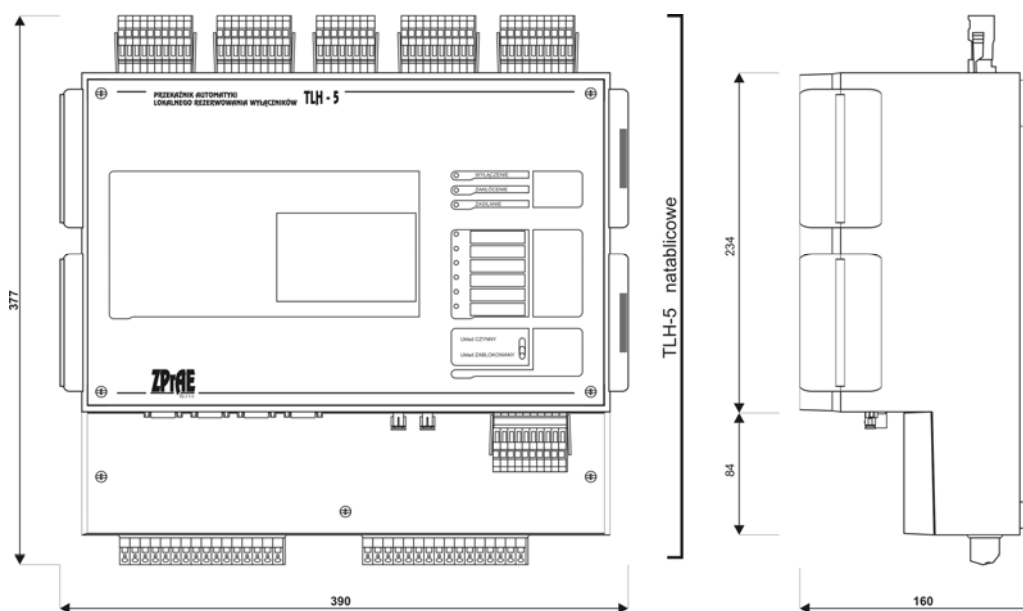 PRZEKAŹNIK AUTOMATYKI
LOKALNEGO REZERWOWANIA WYŁĄCZNIKÓW TLH - 5
WYŁĄCZENIE
ZAKŁÓCENIE
ZASILANIE
Układ CZYNNY
Układ ZABLOKOWANY
ZPrAE
377
390
TLH-5 natablicowe
234
84
160